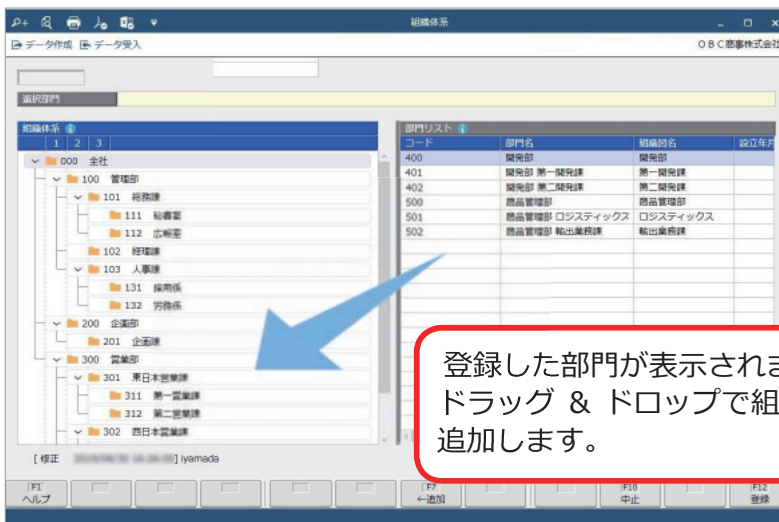 組織体系
データ作成 データ受入
OBC商事株式会社
選択部門
組織体系
部門リスト
1 2 3
コード 部門名 組織図名 設立年月
000 全社
100 管理部
101 総務課
111 秘書室
112 広報室
102 経理課
103 人事課
131 採用係
132 労務係
200 企画部
201 企画課
300 営業部
301 東日本営業課
311 第一営業課
312 第二営業課
302 西日本営業課
400 開発部 開発部
401 開発部 第一開発課 第一開発課
402 開発部 第二開発課 第二開発課
500 商品管理部 商品管理部
501 商品管理部 ロジスティックス ロジスティックス
502 商品管理部 輸出業務課 輸出業務課
登録した部門が表示されま
ドラッグ & ドロップで組
追加します。
[ 修正 ] iyamada
F1 ヘルプ
F7 ←追加
F10 中止
F12 登録